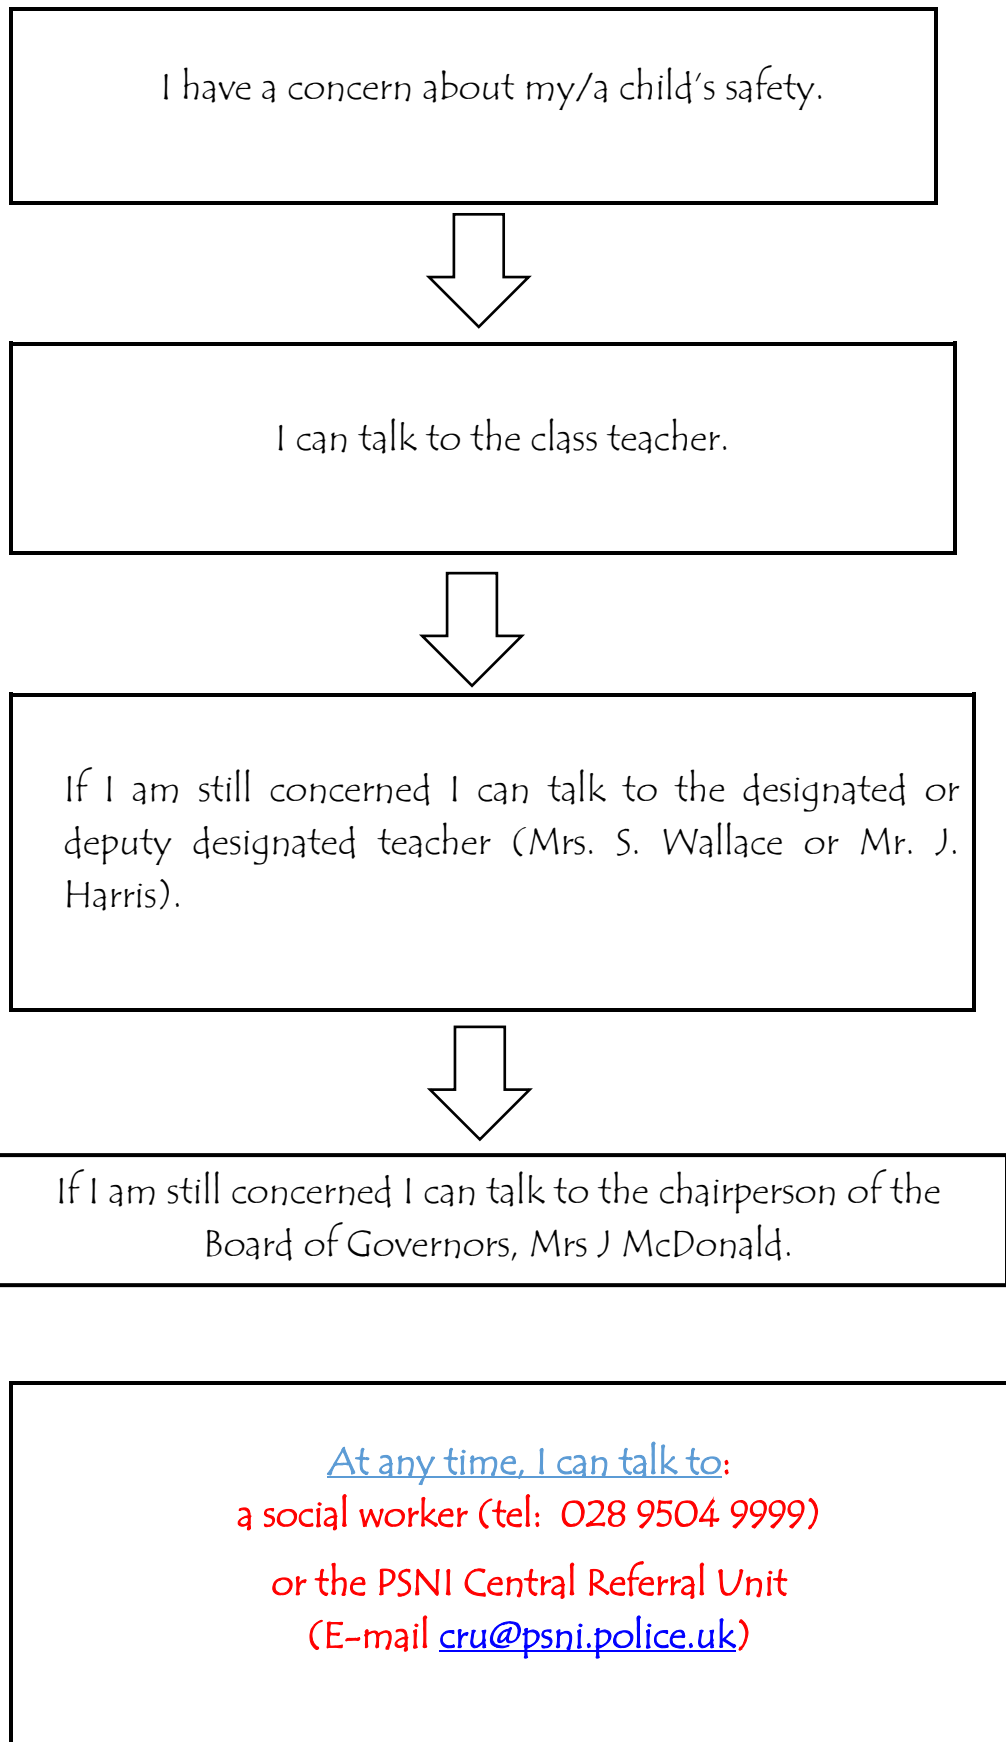 I have a concern about my/a child’s safety.
I can talk to the class teacher.
If I am still concerned I can talk to the designated or
deputy designated teacher (Mrs. S. Wallace or Mr. J.
Harris).
If I am still concerned I can talk to the chairperson of the
Board of Governors, Mrs J McDonald.
At any time, I can talk to:
a social worker (tel:  028 9504 9999)
or the PSNI Central Referral Unit
(E-mail cru@psni.police.uk)